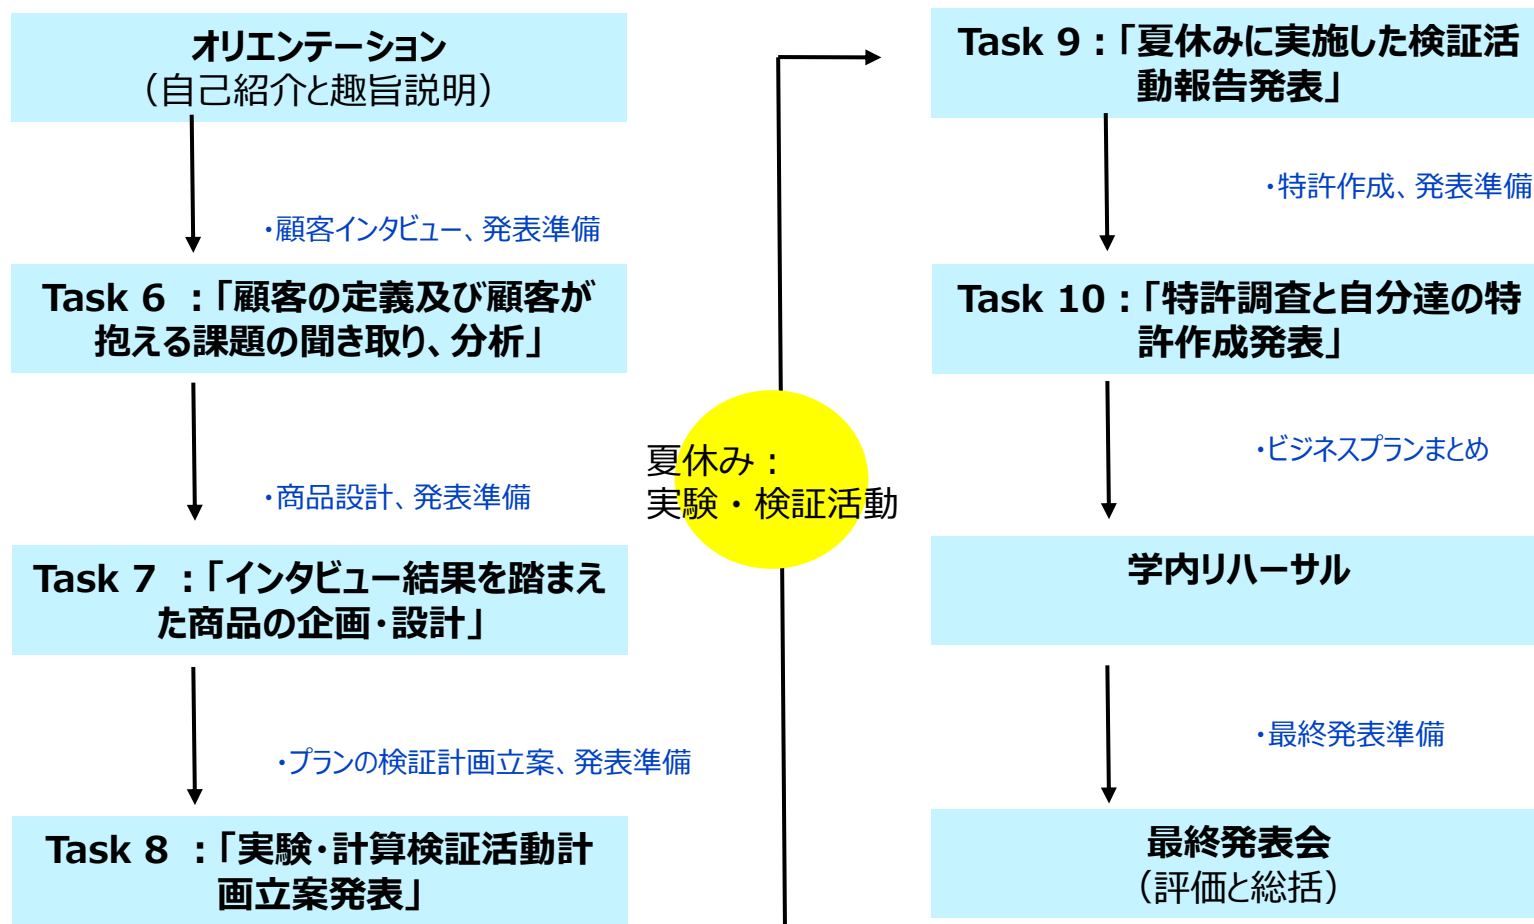 オリエンテーション
（自己紹介と趣旨説明）
・顧客インタビュー、発表準備
Task 6 ：「顧客の定義及び顧客が
抱える課題の聞き取り、分析」
・商品設計、発表準備
Task 7 ：「インタビュー結果を踏まえ
た商品の企画・設計」
・プランの検証計画立案、発表準備
Task 8 ：「実験・計算検証活動計
画立案発表」
夏休み：
実験・検証活動
Task 9：「夏休みに実施した検証活
動報告発表」
・特許作成、発表準備
Task 10：「特許調査と自分達の特
許作成発表」
・ビジネスプランまとめ
学内リハーサル
・最終発表準備
最終発表会
（評価と総括）